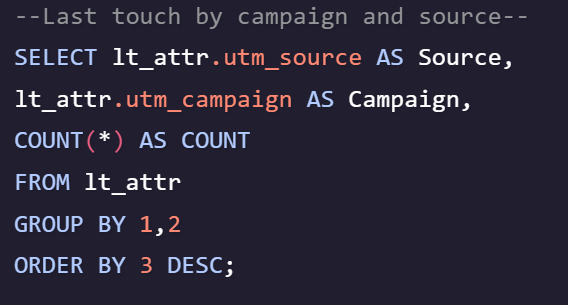 --Last touch by campaign and source--
SELECT lt_attr.utm_source AS Source,
lt_attr.utm_campaign AS Campaign,
COUNT(*) AS COUNT
FROM lt_attr
GROUP BY 1,2
ORDER BY 3 DESC;